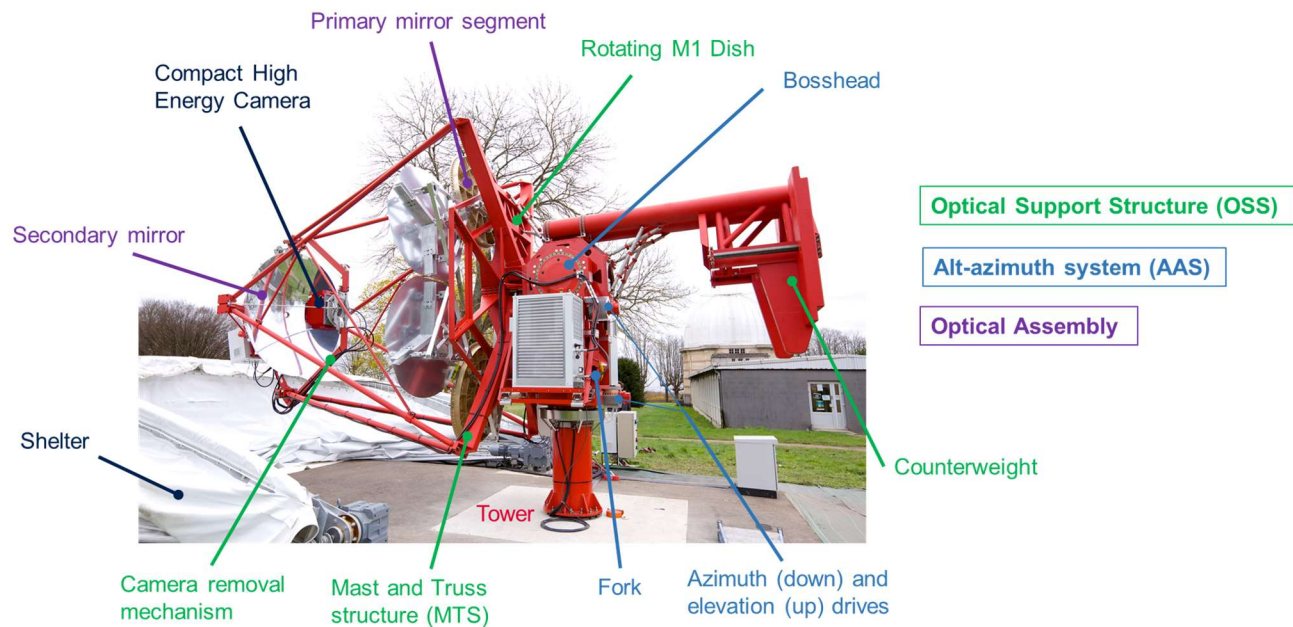 Primary mirror segment
Rotating M1 Dish
Compact High
Energy Camera
Bosshead
Optical Support Structure (OSS)
Secondary mirror
Alt-azimuth system (AAS)
Optical Assembly
Shelter
Counterweight
Tower
Camera removal
mechanism
Mast and Truss
structure (MTS)
Fork
Azimuth (down) and
elevation (up) drives